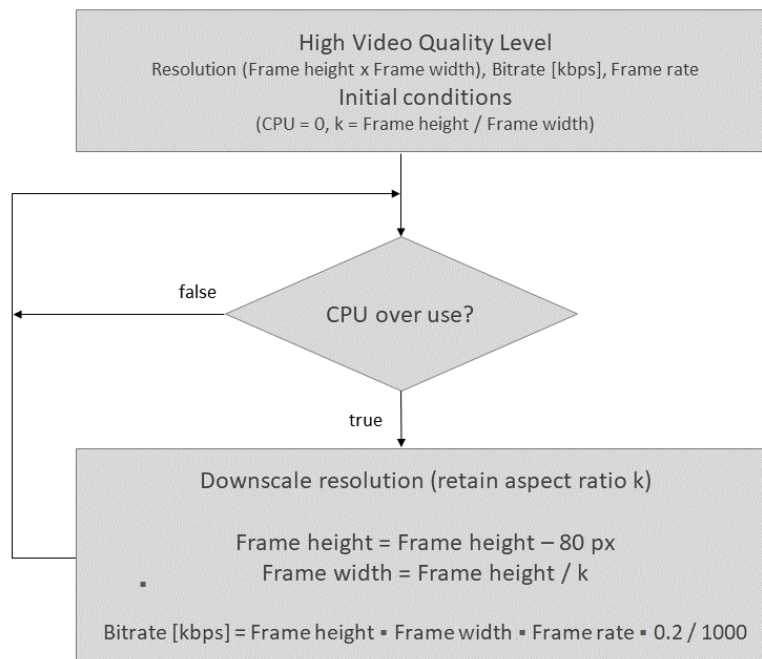 High Video Quality Level
Resolution (Frame height x Frame width), Bitrate [kbps], Frame rate
Initial conditions
(CPU = 0, k = Frame height / Frame width)
false
CPU over use?
true
Downscale resolution (retain aspect ratio k)
Frame height = Frame height – 80 px
Frame width = Frame height / k
Bitrate [kbps] = Frame height ▪ Frame width ▪ Frame rate ▪ 0.2 / 1000